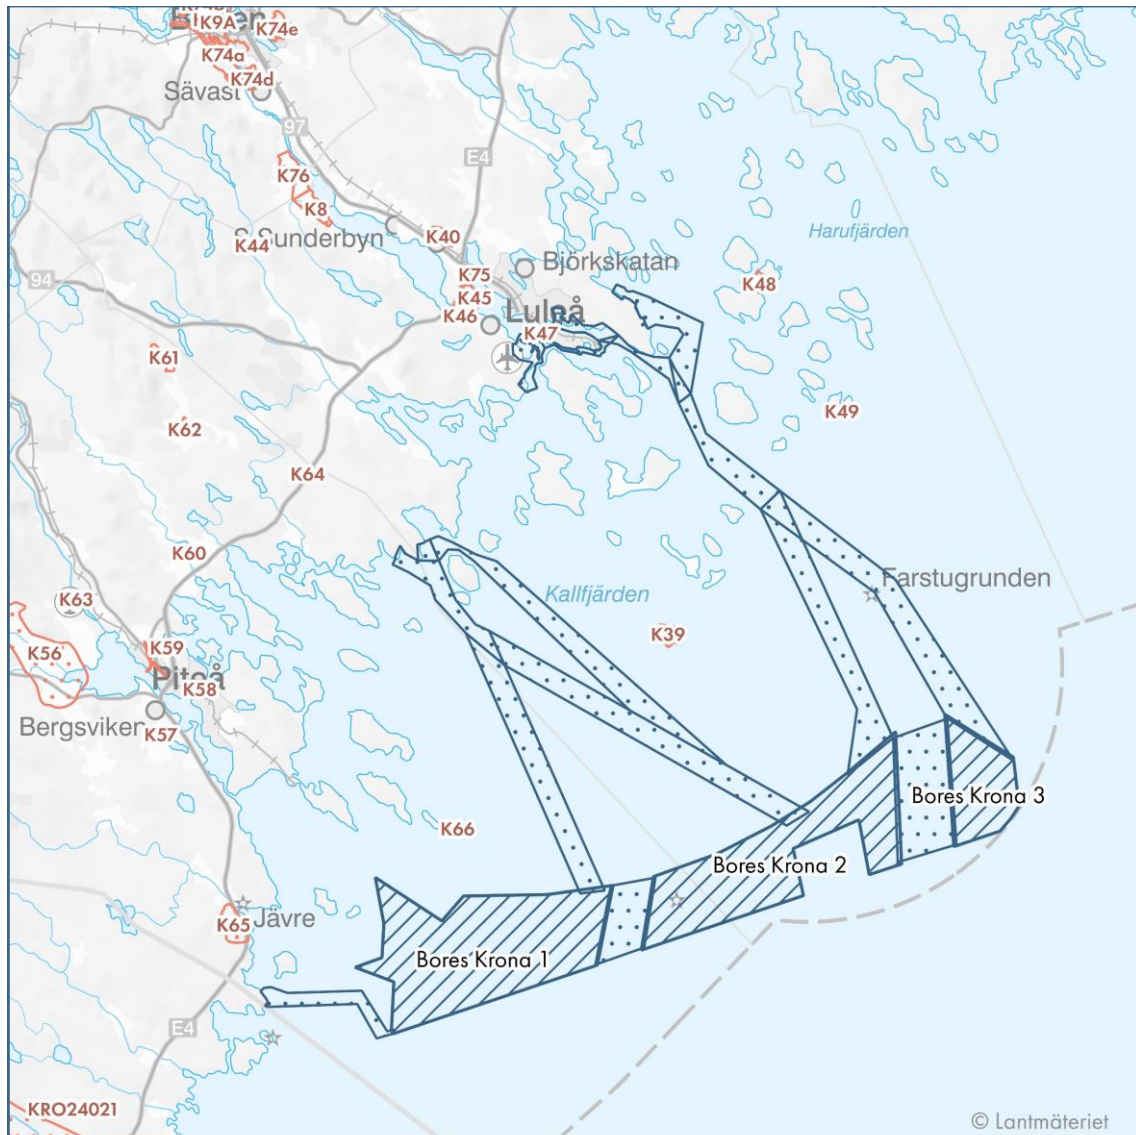 K74e
K9A
K74a
K74d
Sävast
97
E4
K76
K8
S Sunderbyn
K40
K44
Harufjärden
Björkskatan
K75
K48
94
K45
Luleå
K46
K47
K61
K49
K62
K64
K60
Farstugrunden
Kallfjärden
K63
K39
K59
K56
Piteå
K58
Bergsviken
K57
Bores Krona 3
K66
Bores Krona 2
Jävre
K65
Bores Krona 1
E4
KRO24021
© Lantmäteriet